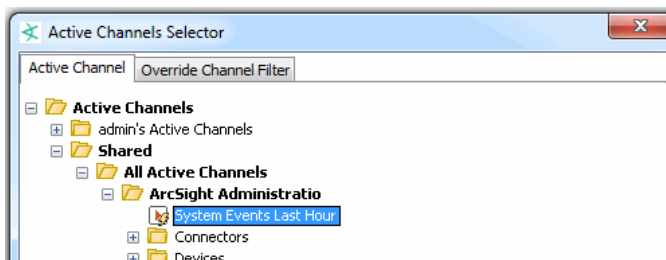 Active Channels Selector
Active Channel Override Channel Filter
Active Channels
admin's Active Channels
Shared
All Active Channels
ArcSight Administratio
System Events Last Hour
Connectors
Devices